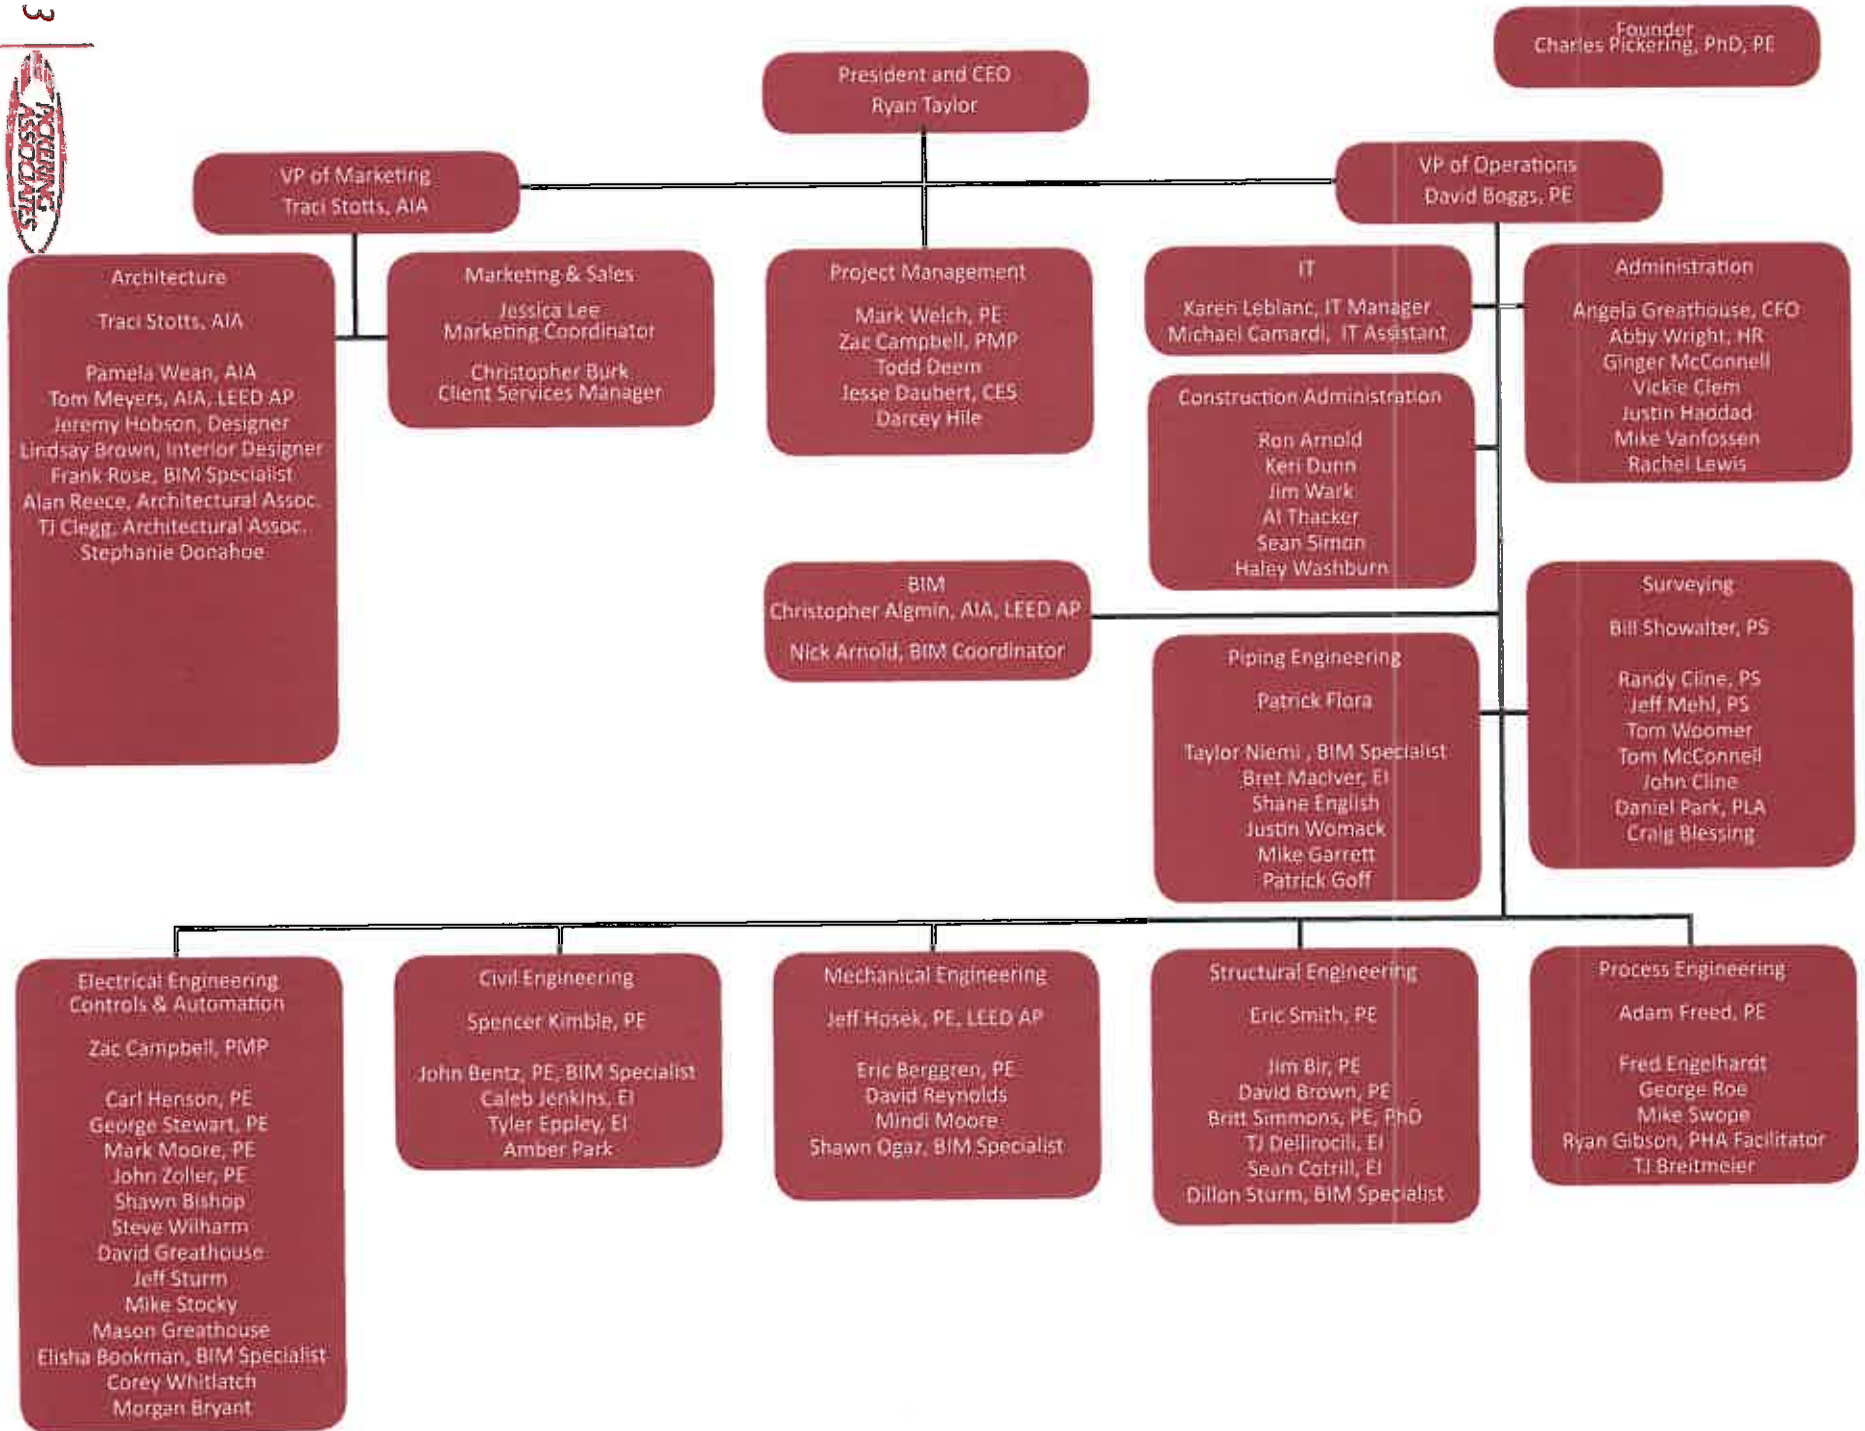 3
PICKERING
ASSOCIATES
Founder
Charles Pickering, PhD, PE
President and CEO
Ryan Taylor
VP of Marketing
Traci Stotts, AIA
VP of Operations
David Boggs, PE
Architecture
Traci Stotts, AIA
Pamela Wean, AIA
Tom Meyers, AIA, LEED AP
Jeremy Hobson, Designer
Lindsay Brown, Interior Designer
Frank Rose, BIM Specialist
Alan Reece, Architectural Assoc.
TJ Clegg, Architectural Assoc.
Stephanie Donahoe
Marketing & Sales
Jessica Lee
Marketing Coordinator
Christopher Burk
Client Services Manager
Project Management
Mark Welch, PE
Zac Campbell, PMP
Todd Deem
Jesse Daubert, CES
Darcey Hile
IT
Karen Leblanc, IT Manager
Michael Camardi, IT Assistant
Administration
Angela Greathouse, CFO
Abby Wright, HR
Ginger McConnell
Vickie Clem
Justin Haddad
Mike Vanfossen
Rachel Lewis
Construction Administration
Ron Arnold
Keri Dunn
Jim Wark
Al Thacker
Sean Simon
Haley Washburn
BIM
Christopher Algmin, AIA, LEED AP
Nick Arnold, BIM Coordinator
Piping Engineering
Patrick Flora
Taylor Niemi , BIM Specialist
Bret MacIver, EI
Shane English
Justin Womack
Mike Garrett
Patrick Goff
Surveying
Bill Showalter, PS
Randy Cline, PS
Jeff Mehl, PS
Tom Woomer
Tom McConnell
John Cline
Daniel Park, PLA
Craig Blessing
Electrical Engineering
Controls & Automation
Zac Campbell, PMP
Carl Henson, PE
George Stewart, PE
Mark Moore, PE
John Zoller, PE
Shawn Bishop
Steve Wilharm
David Greathouse
Jeff Sturm
Mike Stocky
Mason Greathouse
Elisha Bookman, BIM Specialist
Corey Whitlatch
Morgan Bryant
Civil Engineering
Spencer Kimble, PE
John Bentz, PE, BIM Specialist
Caleb Jenkins, EI
Tyler Eppley, EI
Amber Park
Mechanical Engineering
Jeff Hosek, PE, LEED AP
Eric Berggren, PE
David Reynolds
Mindi Moore
Shawn Ogaz, BIM Specialist
Structural Engineering
Eric Smith, PE
Jim Bir, PE
David Brown, PE
Britt Simmons, PE, PhD
TJ Dellirocili, EI
Sean Cotrill, EI
Dillon Sturm, BIM Specialist
Process Engineering
Adam Freed, PE
Fred Engelhardt
George Roe
Mike Swope
Ryan Gibson, PHA Facilitator
TJ Breitmeier